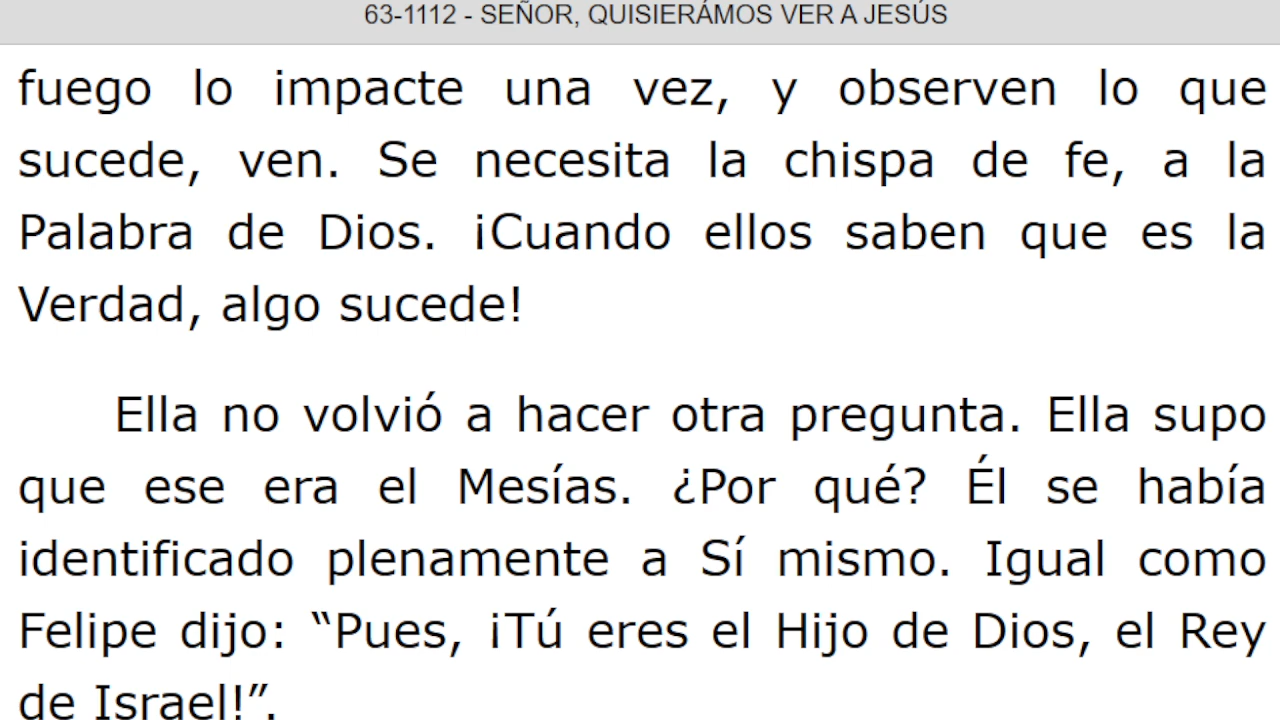 63-1112 - SEÑOR, QUISIERÁMOS VER A JESÚS
fuego lo impacte una vez, y observen lo que
sucede, ven. Se necesita la chispa de fe, a la
Palabra de Dios. ¡Cuando ellos saben que es la
Verdad, algo sucede!
Ella no volvió a hacer otra pregunta. Ella supo
que ese era el Mesías. ¿Por qué? Él se había
identificado plenamente a Sí mismo. Igual como
Felipe dijo: “Pues, ¡Tú eres el Hijo de Dios, el Rey
de Israel!”.